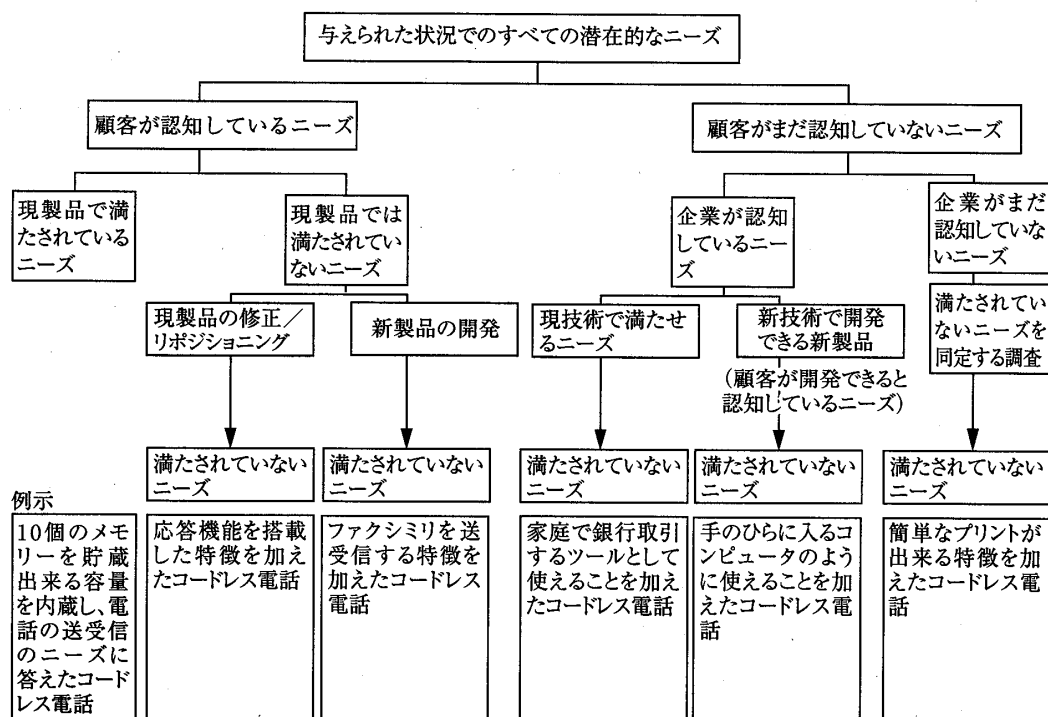 与えられた状況でのすべての潜在的なニーズ
顧客が認知しているニーズ
顧客がまだ認知していないニーズ
現製品で満
たされている
ニーズ
現製品では
満たされてい
ないニーズ
企業が認知
しているニー
ズ
企業がまだ
認知していな
いニーズ
現製品の修正／
リポジショニング
新製品の開発
現技術で満たせ
るニーズ
新技術で開発
できる新製品
（顧客が開発できると
認知しているニーズ）
満たされてい
ないニーズを
同定する調査
満たされていない
ニーズ
満たされていない
ニーズ
満たされていない
ニーズ
満たされていない
ニーズ
満たされていない
ニーズ
例示
10個のメモ
リーを貯蔵
出来る容量
を内蔵し、電
話の送受信
のニーズに
答えたコード
レス電話
応答機能を搭載
した特徴を加え
たコードレス電話
ファクシミリを送
受信する特徴を
加えたコードレス
電話
家庭で銀行取引
するツールとして
使えることを加え
たコードレス電話
手のひらに入るコ
ンピュータのよう
に使えることを加
えたコードレス電
話
簡単なプリントが
出来る特徴を加
えたコードレス電
話